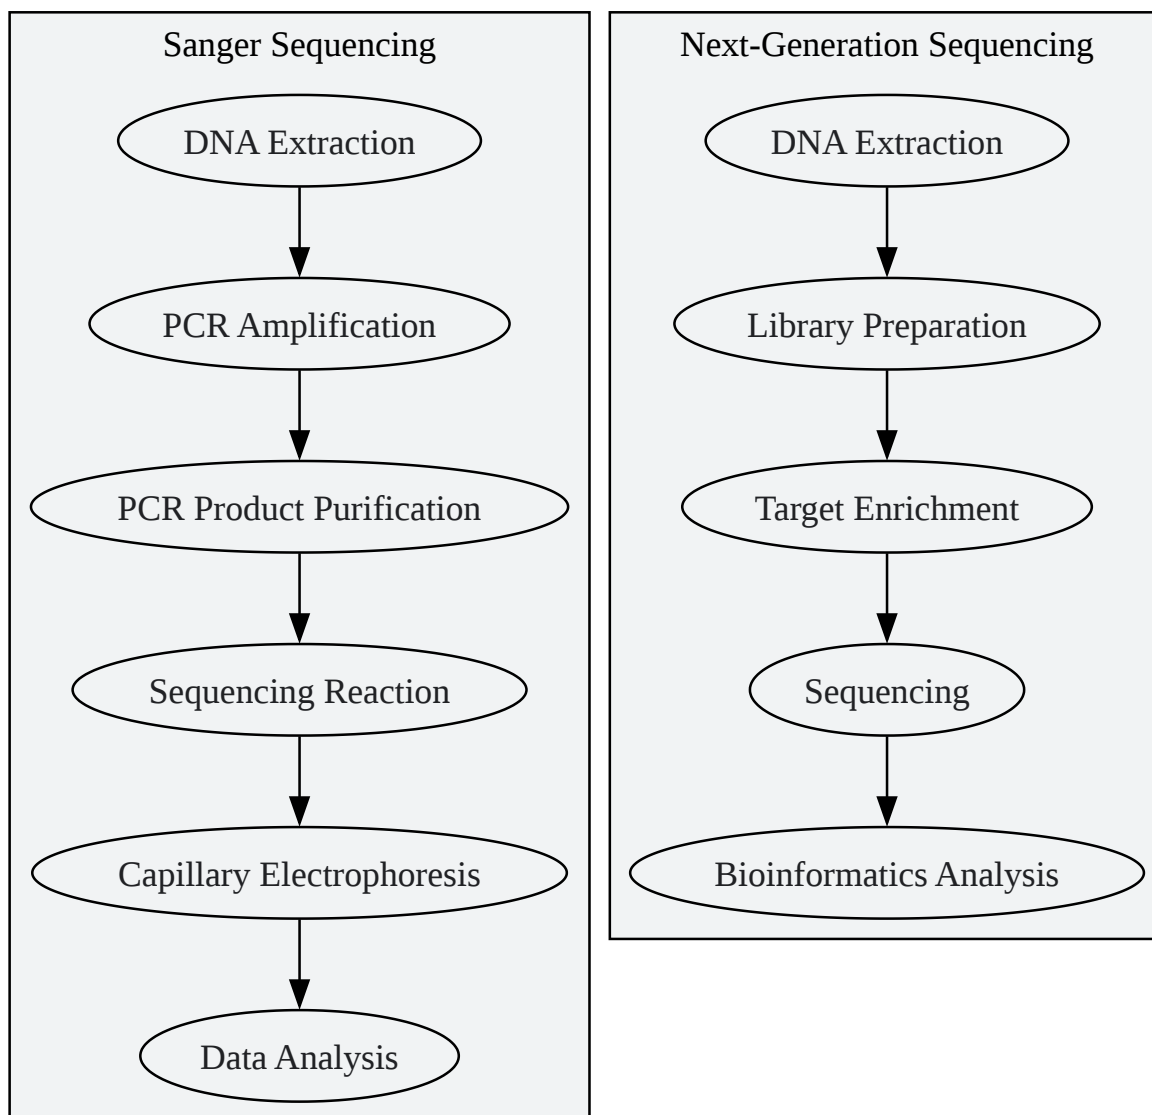 Sanger Sequencing
DNA Extraction
PCR Amplification
PCR Product Purification
Sequencing Reaction
Capillary Electrophoresis
Data Analysis
Next-Generation Sequencing
DNA Extraction
Library Preparation
Target Enrichment
Sequencing
Bioinformatics Analysis